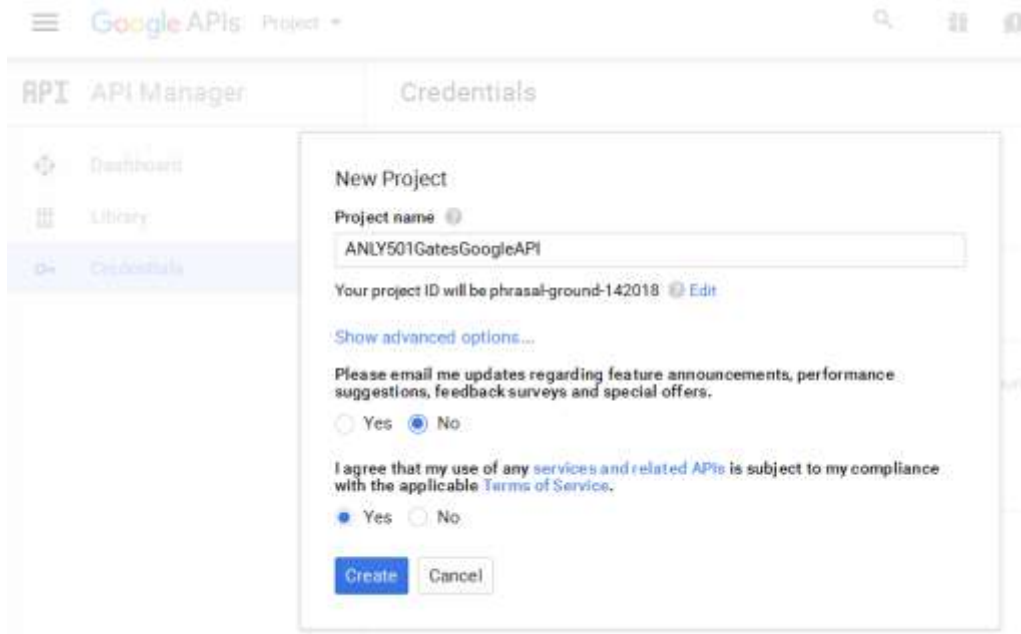 Google APIs Project
API API Manager Credentials
Dashboard
Library
Credentials
New Project
Project name
ANLY501GatesGoogleAPI
Your project ID will be phrasal-ground-142018 Edit
Show advanced options...
Please email me updates regarding feature announcements, performance
suggestions, feedback surveys and special offers.
Yes No
I agree that my use of any services and related APIs is subject to my compliance
with the applicable Terms of Service.
Yes No
Create Cancel